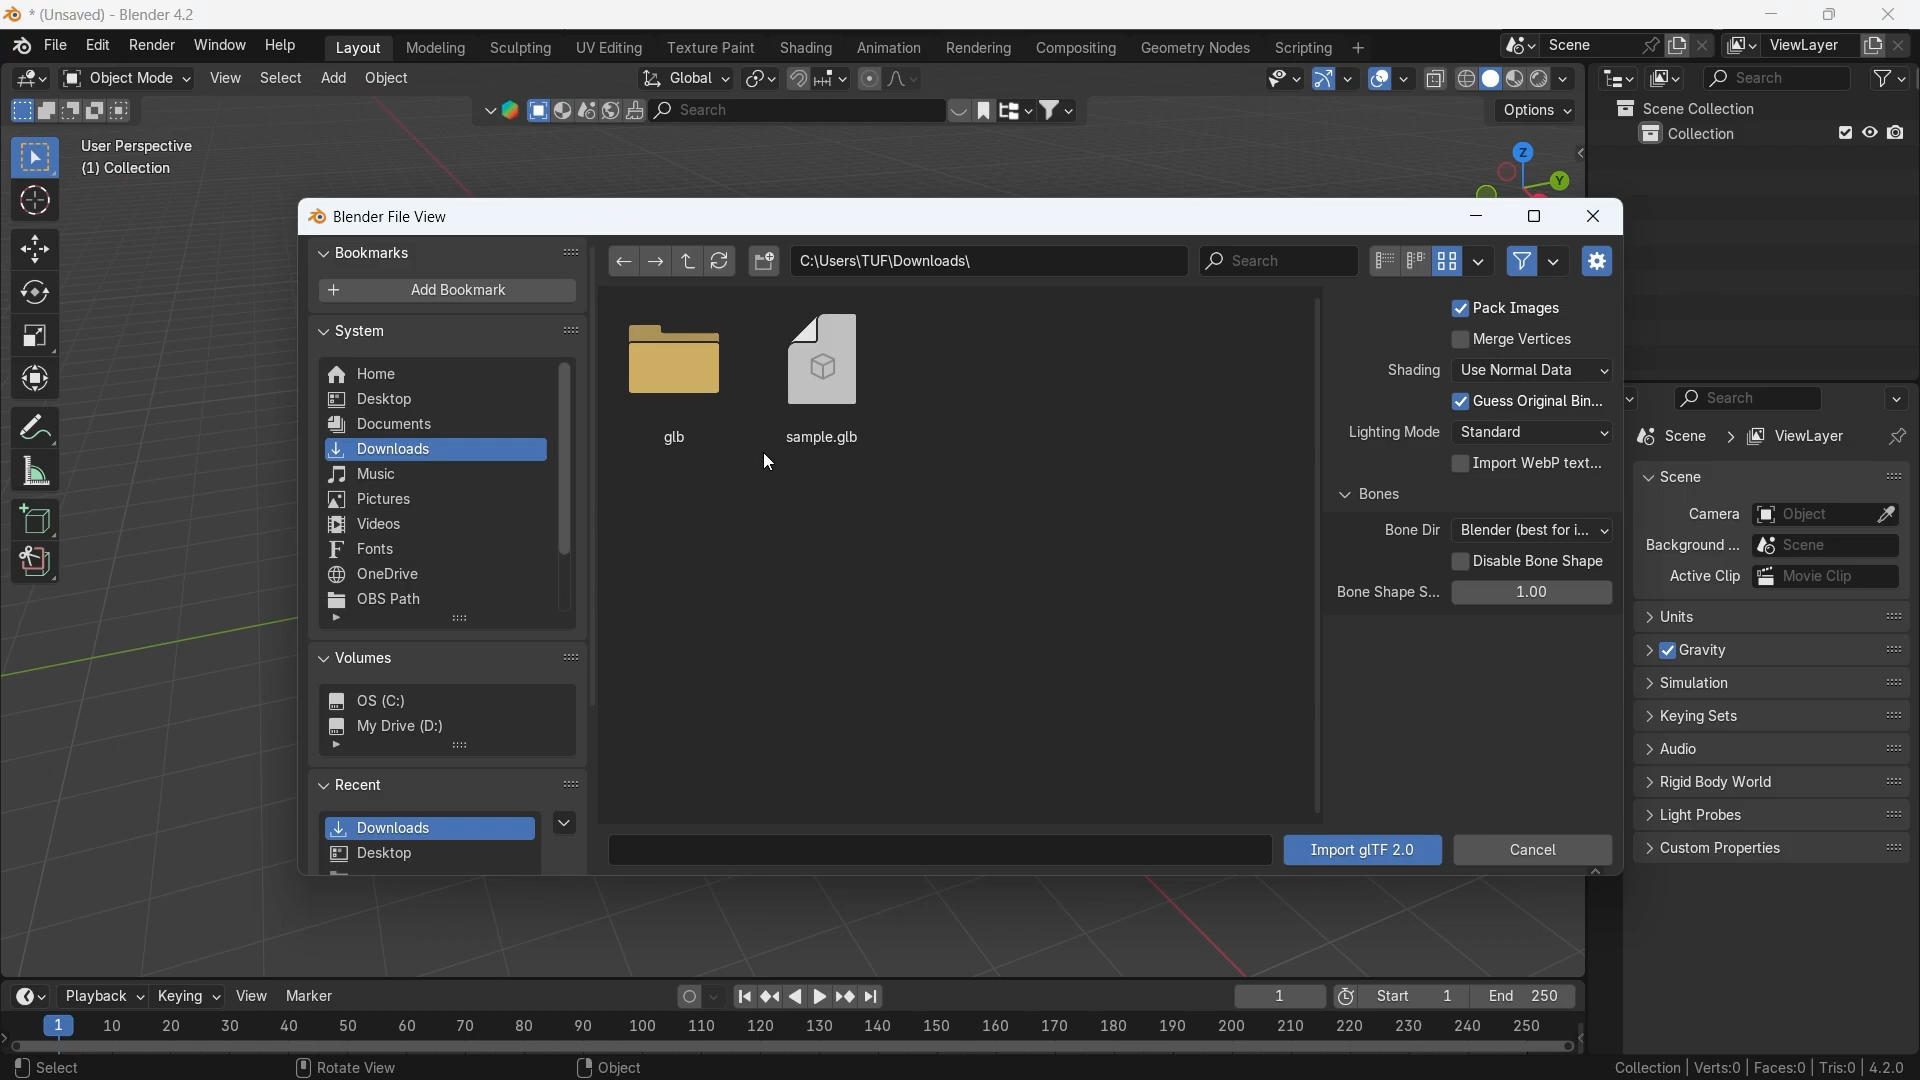 * (Unsaved) - Blender 4.2
File Edit Render Window Help Layout Modeling Sculpting UV Editing Texture Paint Shading Animation Rendering Compositing Geometry Nodes Scripting + Scene ViewLayer
Object Mode View Select Add Object Global Search
Search Options Scene Collection
Collection
User Perspective
(1) Collection
Z
Y
Blender File View
Bookmarks C:\Users\TUF\Downloads\ Search
+ Add Bookmark
System
Home
Desktop
Documents
Downloads
Music
Pictures
Videos
Fonts
OneDrive
OBS Path
Volumes
OS (C:)
My Drive (D:)
Recent
Downloads
Desktop
glb sample.glb
Pack Images
Merge Vertices
Shading Use Normal Data
Guess Original Bin...
Lighting Mode Standard
Import WebP text...
Bones
Bone Dir Blender (best for i...
Disable Bone Shape
Bone Shape S... 1.00
Import glTF 2.0 Cancel
Search
Scene ViewLayer
Scene
Camera Object
Background ... Scene
Active Clip Movie Clip
Units
Gravity
Simulation
Keying Sets
Audio
Rigid Body World
Light Probes
Custom Properties
Playback Keying View Marker 1 Start 1 End 250
1 10 20 30 40 50 60 70 80 90 100 110 120 130 140 150 160 170 180 190 200 210 220 230 240 250
Select Rotate View Object Collection | Verts:0 | Faces:0 | Tris:0 | 4.2.0